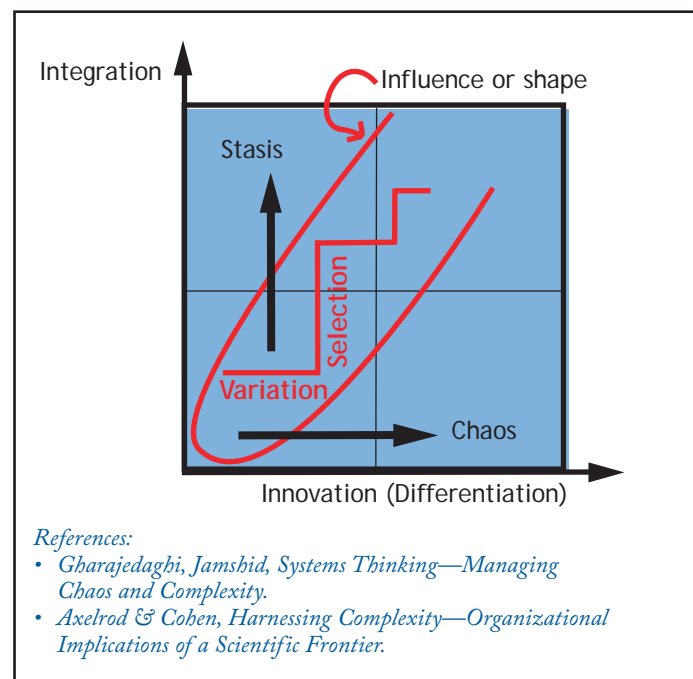 Integration
Influence or shape
Stasis
Selection
Variation
Chaos
Innovation (Differentiation)
References:
• Gharajedaghi, Jamshid, Systems Thinking—Managing
Chaos and Complexity.
• Axelrod & Cohen, Harnessing Complexity—Organizational
Implications of a Scientific Frontier.